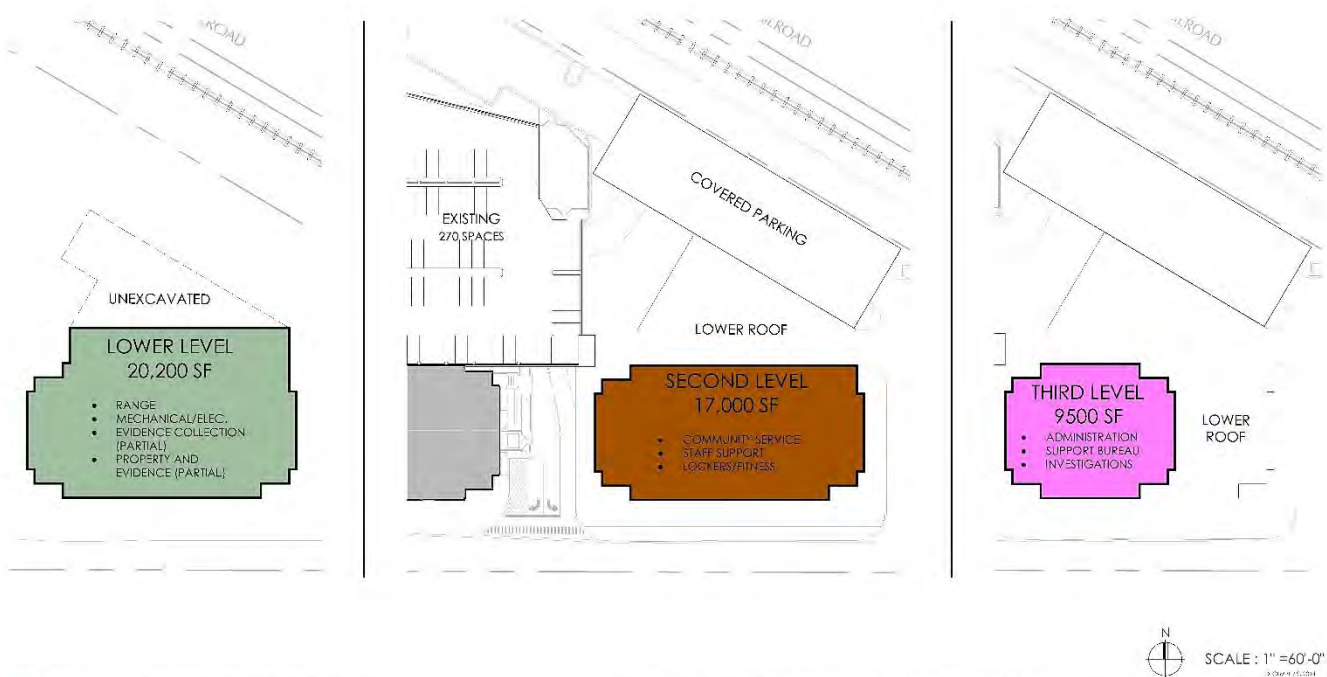 ROAD
UNEXCAVATED
LOWER LEVEL
20,200 SF
• RANGE
• MECHANICAL/ELEC.
• EVIDENCE COLLECTION
(PARTIAL)
• PROPERTY AND
EVIDENCE (PARTIAL)
ILROAD
COVERED PARKING
EXISTING
270 SPACES
LOWER ROOF
SECOND LEVEL
17,000 SF
• COMMUNITY SERVICE
• STAFF SUPPORT
• LOCKERS/FITNESS
ILROAD
THIRD LEVEL
9500 SF
• ADMINISTRATION
• SUPPORT BUREAU
• INVESTIGATIONS
LOWER
ROOF
N
SCALE : 1" =60'-0"